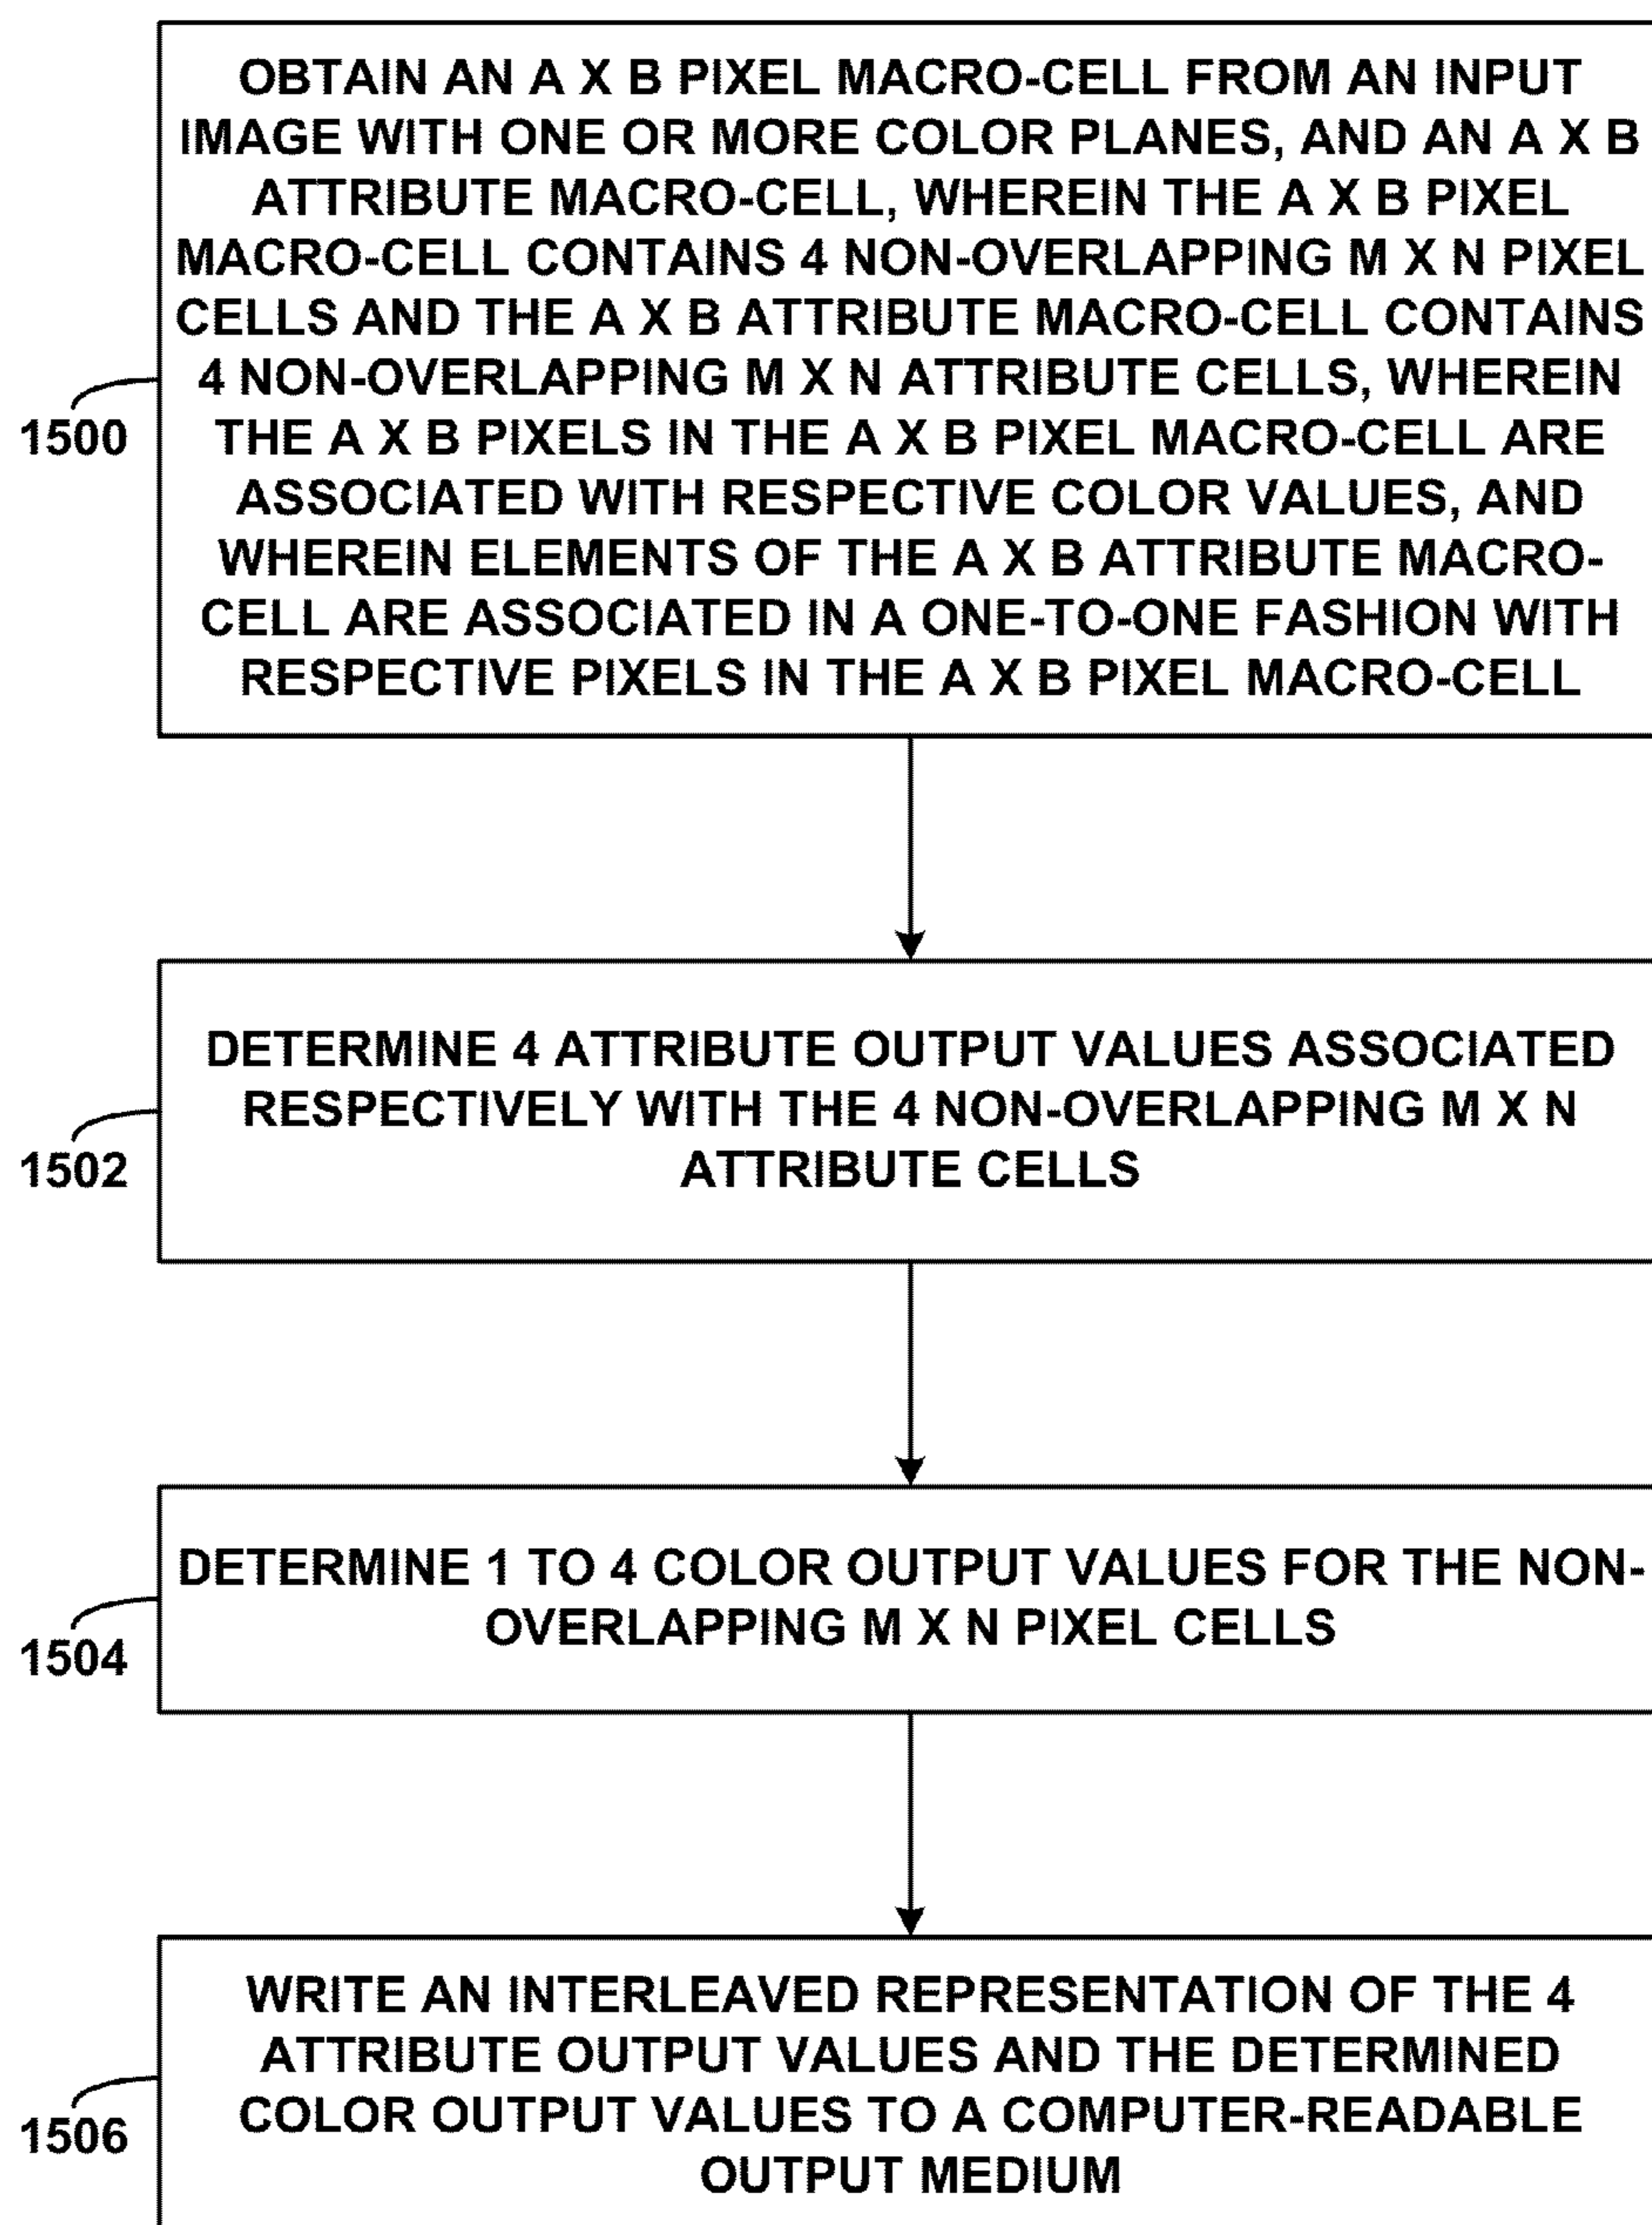 OBTAIN AN A X B PIXEL MACRO-CELL FROM AN INPUT
IMAGE WITH ONE OR MORE COLOR PLANES, AND AN A X B
ATTRIBUTE MACRO-CELL, WHEREIN THE A X B PIXEL
MACRO-CELL CONTAINS 4 NON-OVERLAPPING M X N PIXEL
CELLS AND THE A X B ATTRIBUTE MACRO-CELL CONTAINS
4 NON-OVERLAPPING M X N ATTRIBUTE CELLS, WHEREIN
THE A X B PIXELS IN THE A X B PIXEL MACRO-CELL ARE
ASSOCIATED WITH RESPECTIVE COLOR VALUES, AND
WHEREIN ELEMENTS OF THE A X B ATTRIBUTE MACRO-
CELL ARE ASSOCIATED IN A ONE-TO-ONE FASHION WITH
RESPECTIVE PIXELS IN THE A X B PIXEL MACRO-CELL
1500
DETERMINE 4 ATTRIBUTE OUTPUT VALUES ASSOCIATED
RESPECTIVELY WITH THE 4 NON-OVERLAPPING M X N
ATTRIBUTE CELLS
1502
DETERMINE 1 TO 4 COLOR OUTPUT VALUES FOR THE NON-
OVERLAPPING M X N PIXEL CELLS
1504
WRITE AN INTERLEAVED REPRESENTATION OF THE 4
ATTRIBUTE OUTPUT VALUES AND THE DETERMINED
COLOR OUTPUT VALUES TO A COMPUTER-READABLE
OUTPUT MEDIUM
1506